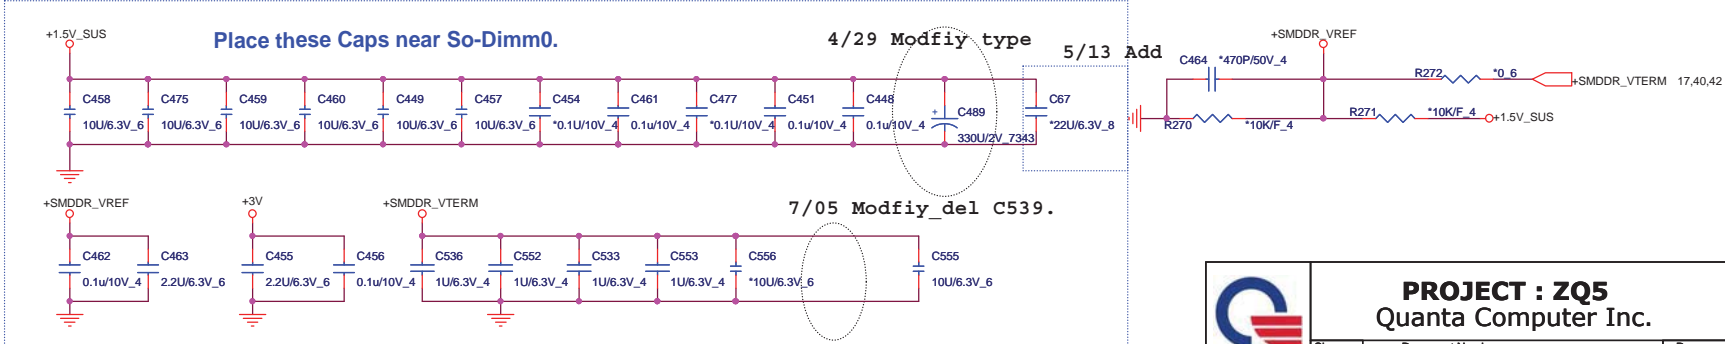 +1.5V_SUS
Place these Caps near So-Dimm0.
4/29 Modfiy type
5/13 Add
+SMDDR_VREF
C464 *470P/50V_4
R272 *0_6
+SMDDR_VTERM 17,40,42
C458 C475 C459 C460 C449 C457 C454 C461 C477 C451 C448 C489 C67
10U/6.3V_6 10U/6.3V_6 10U/6.3V_6 10U/6.3V_6 10U/6.3V_6 10U/6.3V_6 *0.1U/10V_4 0.1u/10V_4 *0.1U/10V_4 0.1u/10V_4 0.1u/10V_4 + 330U/2V_7343 *22U/6.3V_8
R270 *10K/F_4
R271 *10K/F_4
+1.5V_SUS
+SMDDR_VREF
+3V
+SMDDR_VTERM
7/05 Modfiy_del C539.
C462 C463 C455 C456 C536 C552 C533 C553 C556 C555
0.1u/10V_4 2.2U/6.3V_6 2.2U/6.3V_6 0.1u/10V_4 1U/6.3V_4 1U/6.3V_4 1U/6.3V_4 1U/6.3V_4 *10U/6.3V_6 10U/6.3V_6
PROJECT : ZQ5
Quanta Computer Inc.